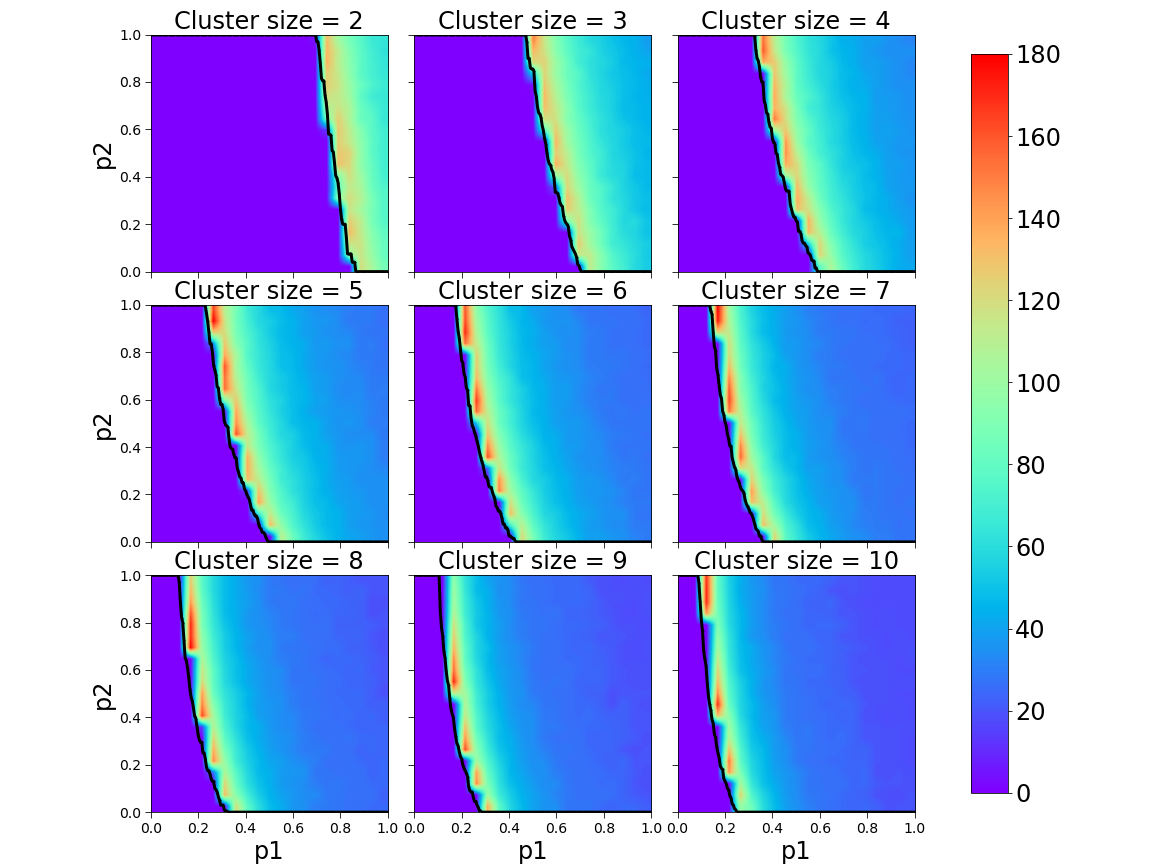 Cluster size = 2
Cluster size = 3
Cluster size = 4
1.0
0.8
0.6
0.4
0.2
0.0
p2
Cluster size = 5
Cluster size = 6
Cluster size = 7
1.0
0.8
0.6
0.4
0.2
0.0
p2
Cluster size = 8
Cluster size = 9
Cluster size = 10
1.0
0.8
0.6
0.4
0.2
0.0
p2
0.0 0.2 0.4 0.6 0.8 1.0
0.0 0.2 0.4 0.6 0.8 1.0
0.0 0.2 0.4 0.6 0.8 1.0
p1
p1
p1
180
160
140
120
100
80
60
40
20
0